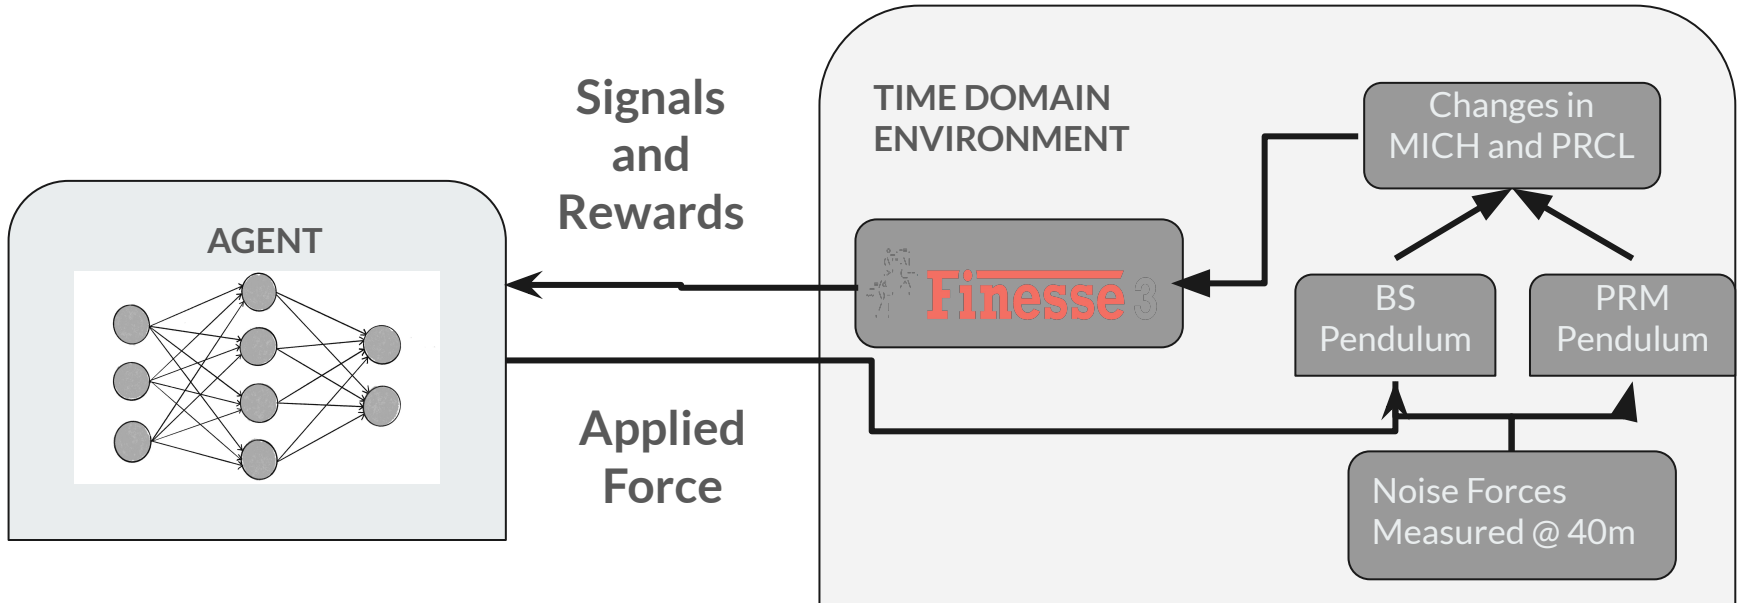 Signals
and
Rewards
TIME DOMAIN
ENVIRONMENT
Changes in
MICH and PRCL
AGENT
Finesse 3
BS
Pendulum
PRM
Pendulum
Applied
Force
Noise Forces
Measured @ 40m